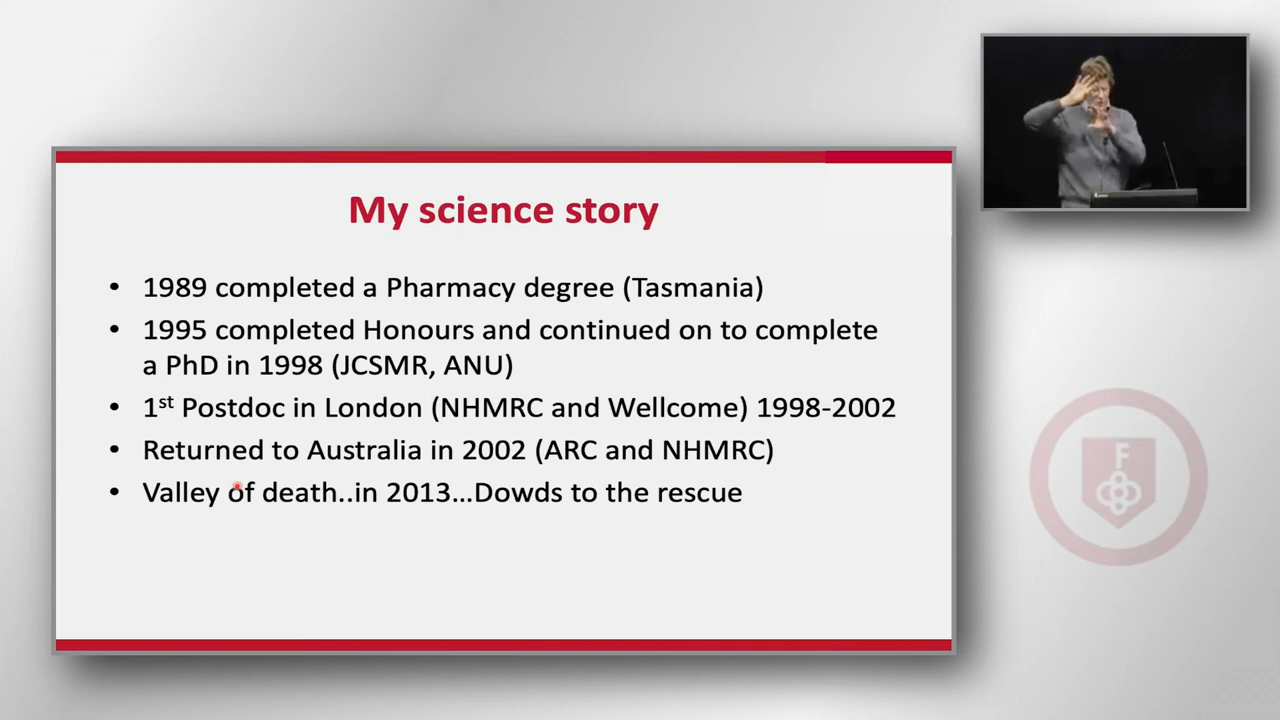 My science story
• 1989 completed a Pharmacy degree (Tasmania)
• 1995 completed Honours and continued on to complete
a PhD in 1998 (JCSMR, ANU)
• 1st Postdoc in London (NHMRC and Wellcome) 1998-2002
• Returned to Australia in 2002 (ARC and NHMRC)
• Valley of death..in 2013...Dowds to the rescue
F